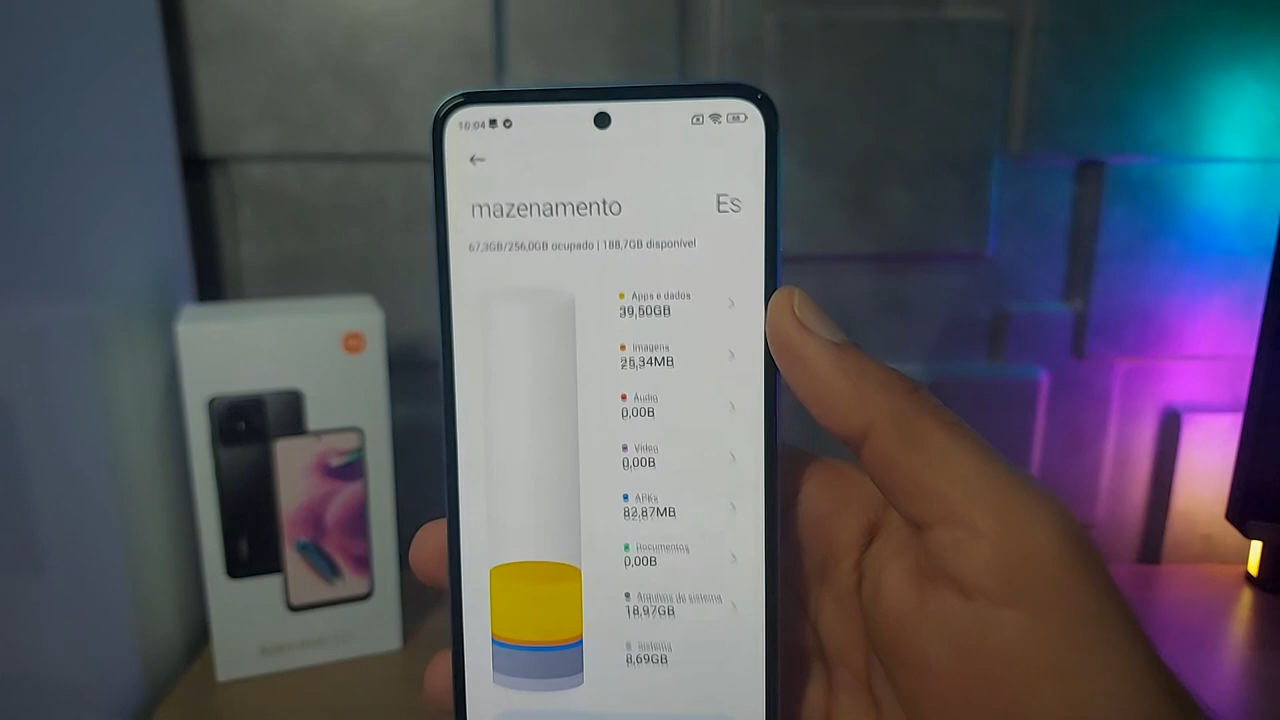 10:04
mazenamento Es
67,3GB/256,0GB ocupado | 188,7GB disponível
Apps e dados
39,50GB
Imagens
25,34MB
Áudio
0,00B
Vídeo
0,00B
APKs
82,87MB
Documentos
0,00B
Arquivos de sistema
18,97GB
Sistema
8,69GB